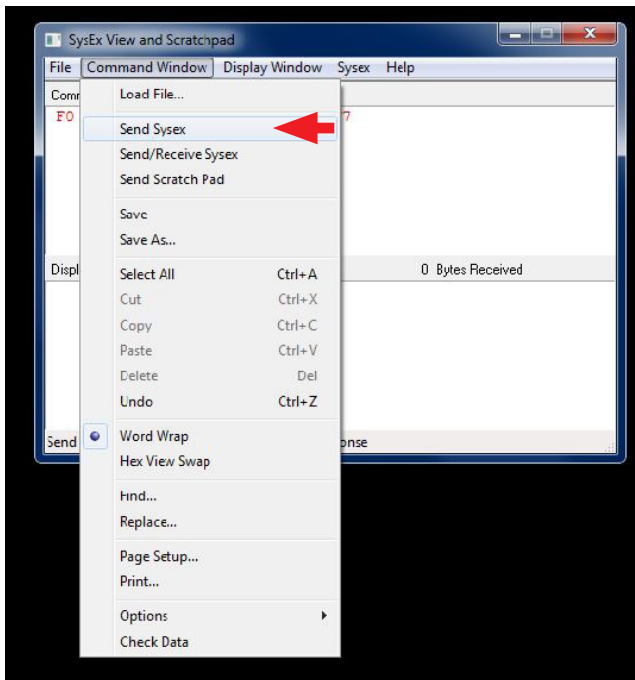 SysEx View and Scratchpad
File Command Window Display Window Sysex Help
Load File...
F0
Send Sysex
Send/Receive Sysex
Send Scratch Pad
Save
Save As...
0 Bytes Received
Select All Ctrl+A
Cut Ctrl+X
Copy Ctrl+C
Paste Ctrl+V
Delete Del
Undo Ctrl+Z
Send
Word Wrap
Hex View Swap
Find...
Replace...
Page Setup...
Print...
Options
Check Data